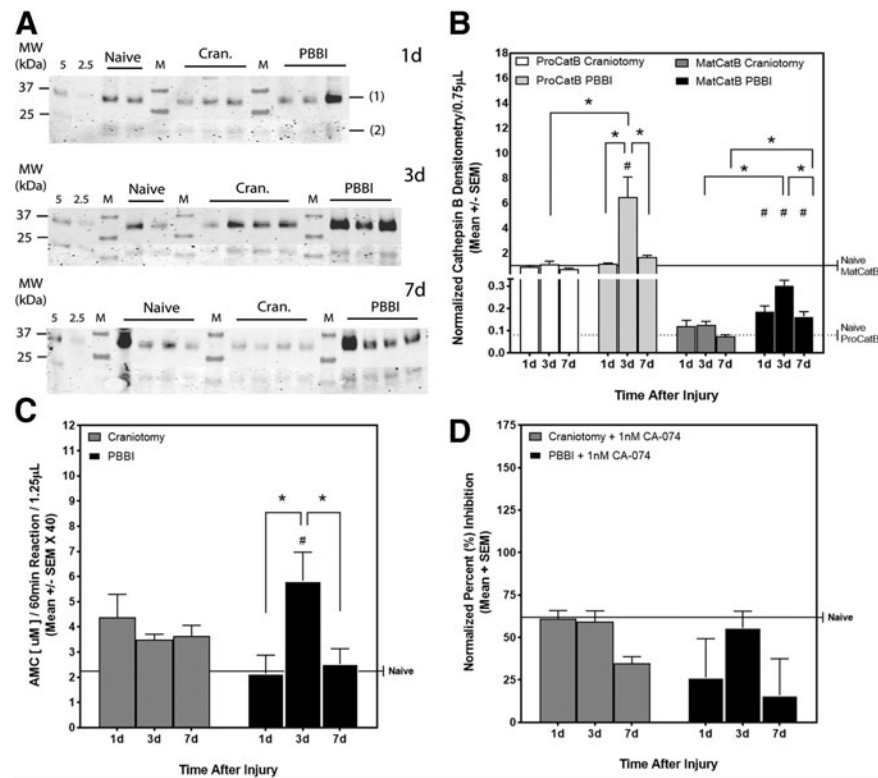 A
MW
(kDa)
5 2.5 Naive M Cran. M PBBI 1d
37
25
(1)
(2)
MW
(kDa)
5 2.5 M Naive M Cran. M PBBI 3d
37
25
MW
(kDa)
5 2.5 M Naive M Cran. M PBBI 7d
37
25
B
ProCatB Craniotomy MatCatB Craniotomy
ProCatB PBBI MatCatB PBBI
Normalized Cathepsin B Densitometry/0.75µL
(Mean +/- SEM)
18
16
14
12
10
8
6
4
2
0.3
0.2
0.1
0.0
* * * * * *
# # # #
Naive
MatCatB
Naive
ProCatB
1d 3d 7d 1d 3d 7d 1d 3d 7d 1d 3d 7d
Time After Injury
C
Craniotomy
PBBI
AMC [ uM ] / 60min Reaction / 1.25µL
(Mean +/- SEM X 40)
12
11
10
9
8
7
6
5
4
3
2
1
0
* *
#
Naive
1d 3d 7d 1d 3d 7d
Time After Injury
D
Craniotomy + 1nM CA-074
PBBI + 1nM CA-074
Normalized Percent (%) Inhibition
(Mean + SEM)
175
150
125
100
75
50
25
0
Naive
1d 3d 7d 1d 3d 7d
Time After Injury